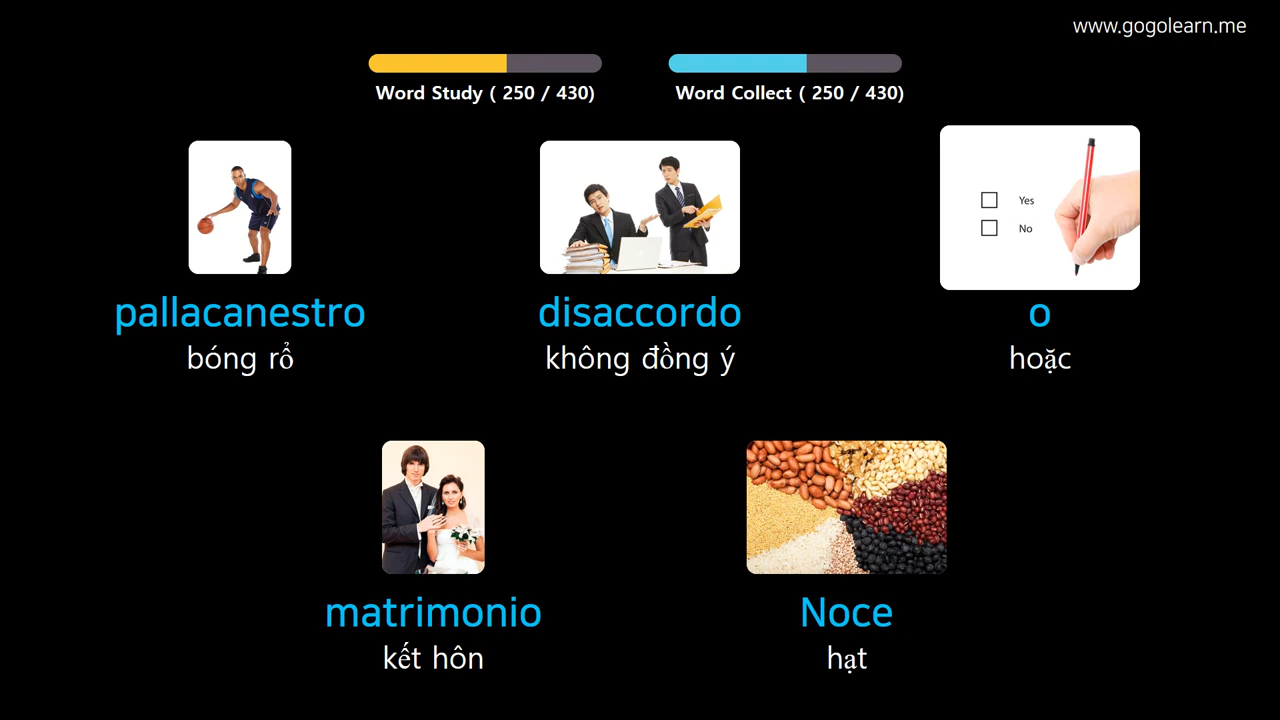 www.gogolearn.me
Word Study ( 250 / 430)
Word Collect ( 250 / 430)
Yes
No
pallacanestro
disaccordo
o
bóng rổ
không đồng ý
hoặc
matrimonio
Noce
kết hôn
hạt